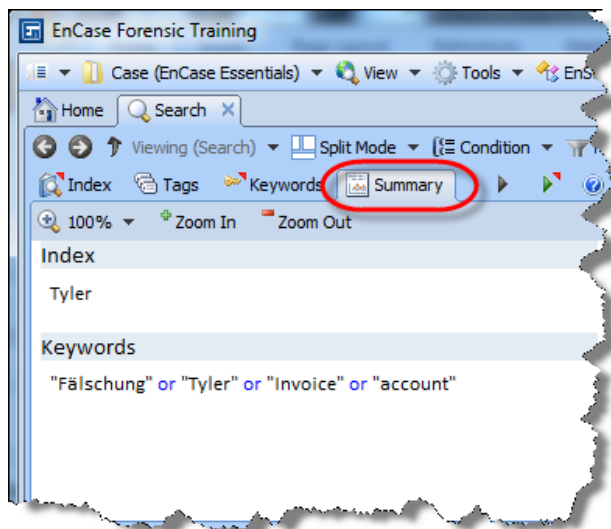 EnCase Forensic Training
Case (EnCase Essentials) View Tools
Home Search
Viewing (Search) Split Mode Condition
Index Tags Keywords Summary
100% Zoom In Zoom Out
Index
Tyler
Keywords
"Fälschung" or "Tyler" or "Invoice" or "account"